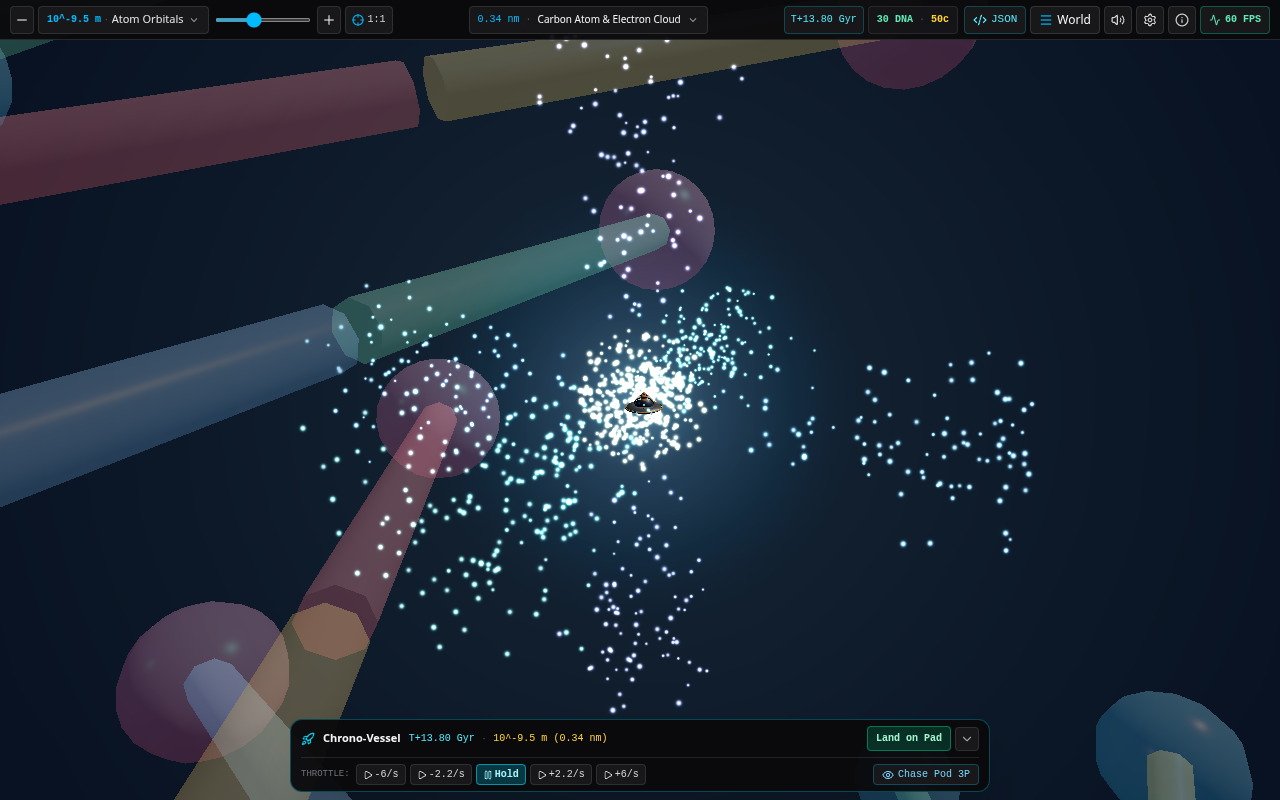 10^-9.5 m · Atom Orbitals
1:1
0.34 nm · Carbon Atom & Electron Cloud
T+13.80 Gyr
30 DNA · 50c
JSON
World
60 FPS
Chrono-Vessel T+13.80 Gyr · 10^-9.5 m (0.34 nm)
Land on Pad
THROTTLE: -6/s -2.2/s Hold +2.2/s +6/s
Chase Pod 3P